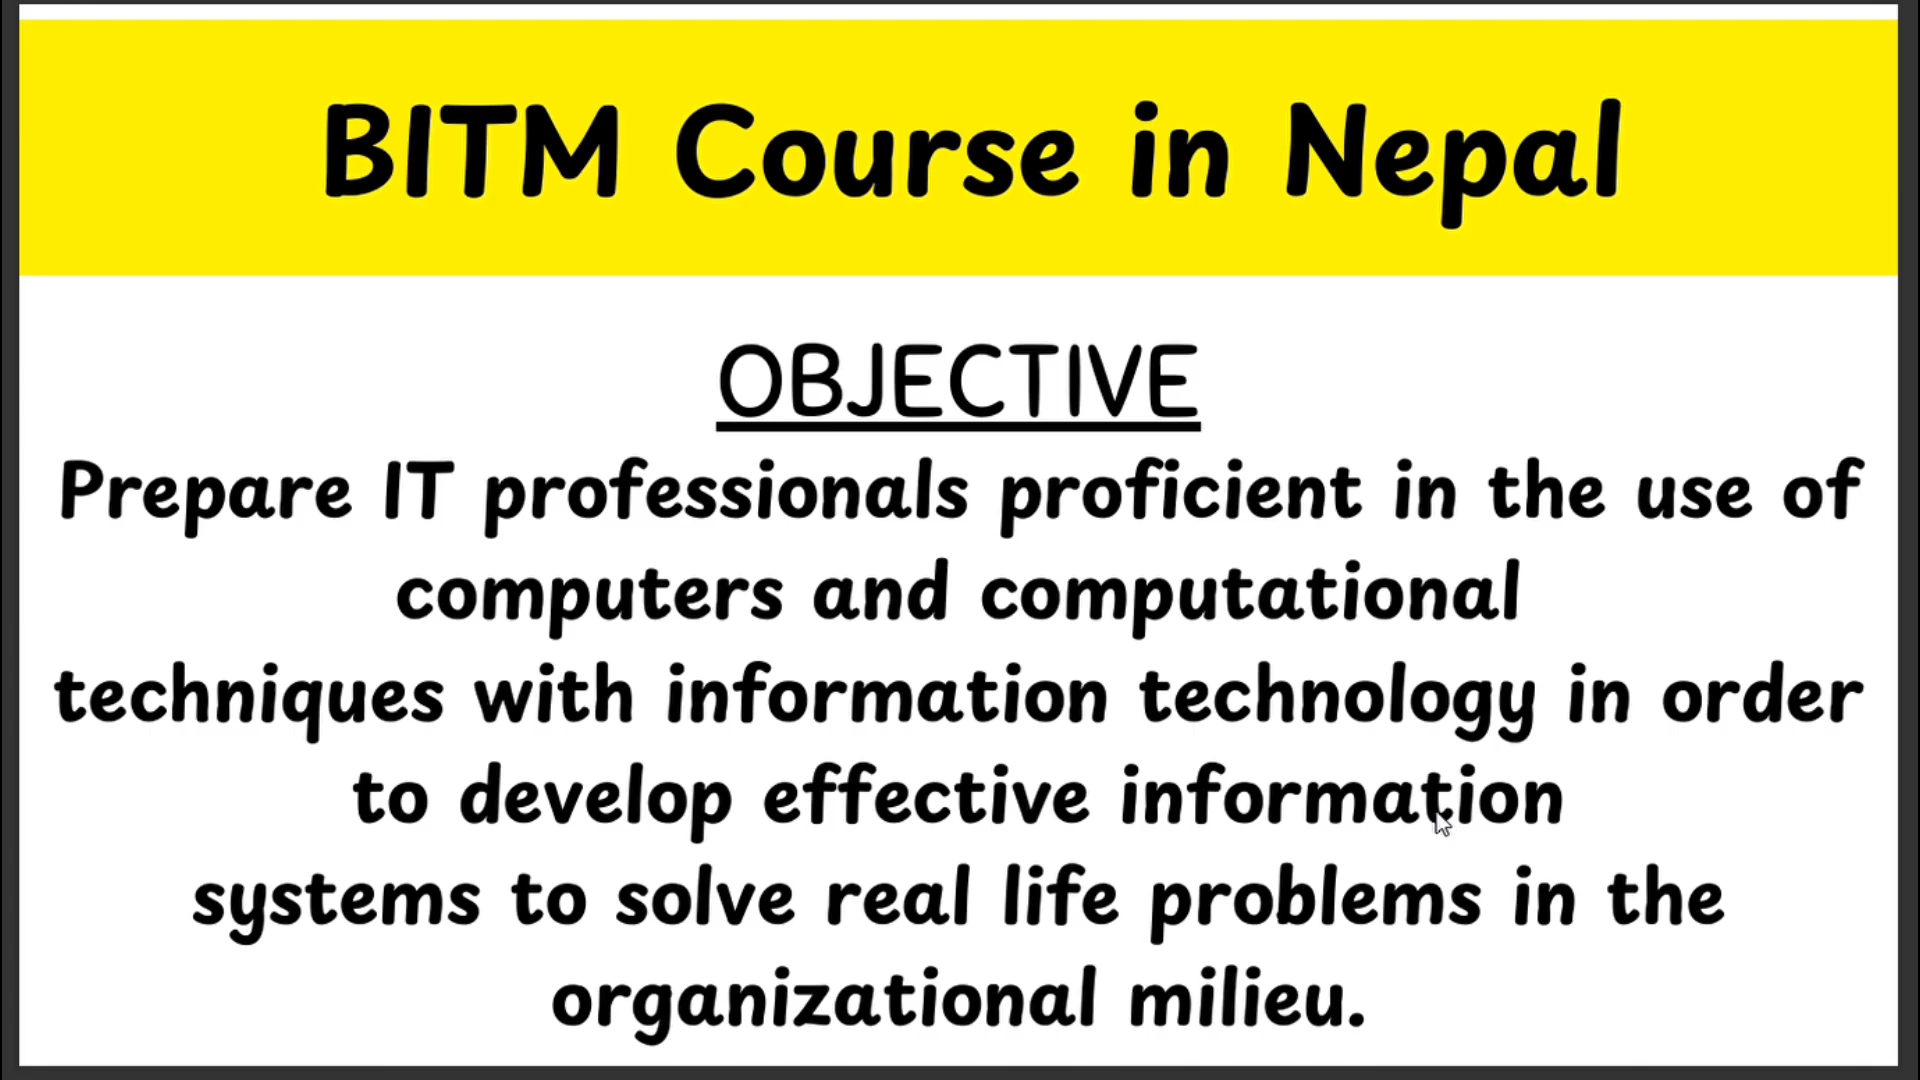 BITM Course in Nepal
OBJECTIVE
Prepare IT professionals proficient in the use of
computers and computational
techniques with information technology in order
to develop effective information
systems to solve real life problems in the
organizational milieu.